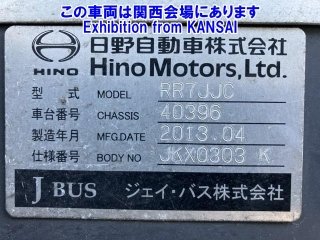 この車両は関西会場にあります
Exhibition from KANSAI
日野自動車株式会社
HINO Hino Motors, Ltd.
型式 MODEL RR7JJC
車台番号 CHASSIS 40396
製造年月 MFG.DATE 2013.04
仕様番号 BODY NO JKX0303 K
J BUS ジェイ・バス株式会社